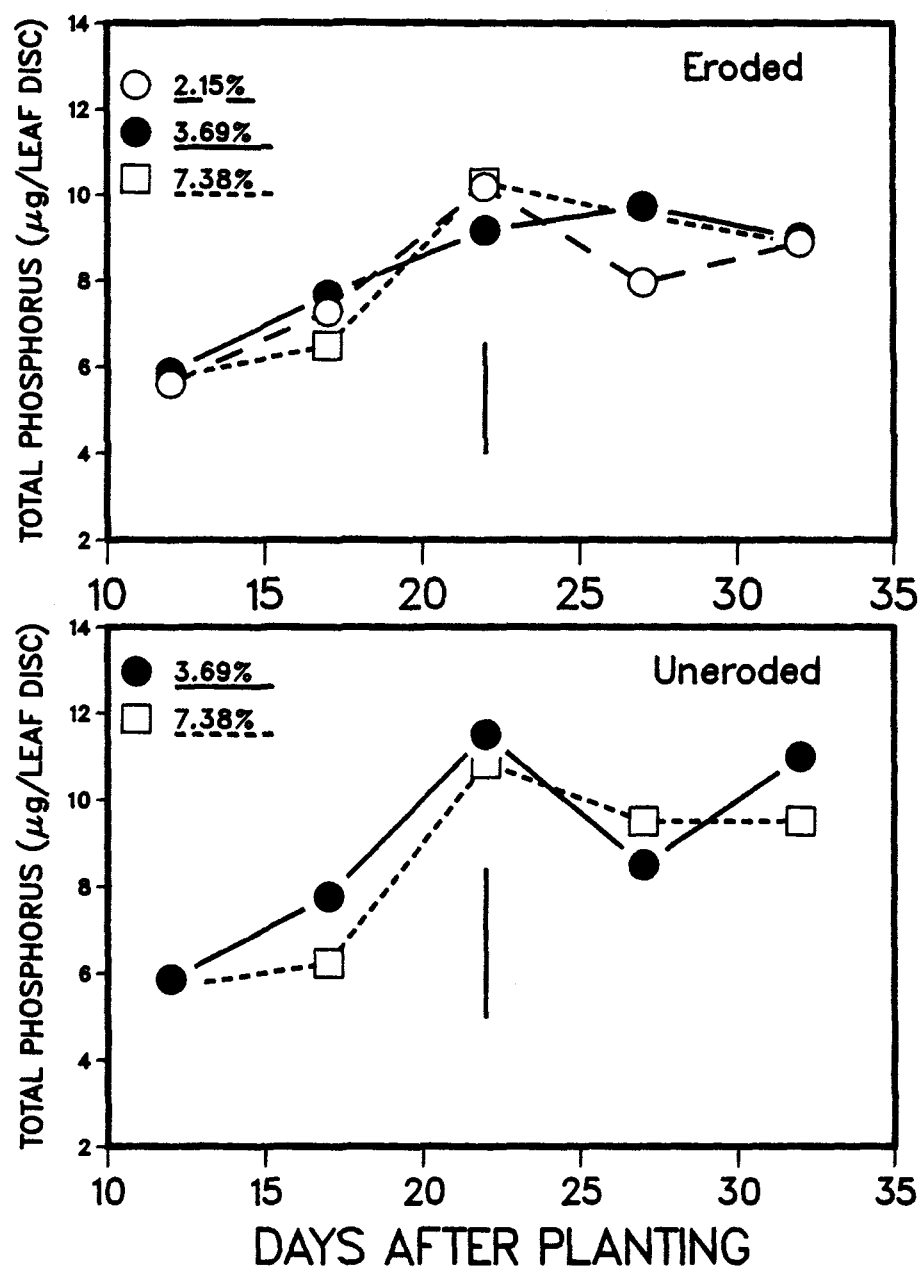 TOTAL PHOSPHORUS (µg/LEAF DISC)
14
12
10
8
6
4
2
Eroded
2.15%
3.69%
7.38%
10 15 20 25 30 35
TOTAL PHOSPHORUS (µg/LEAF DISC)
14
12
10
8
6
4
2
Uneroded
3.69%
7.38%
10 15 20 25 30 35
DAYS AFTER PLANTING